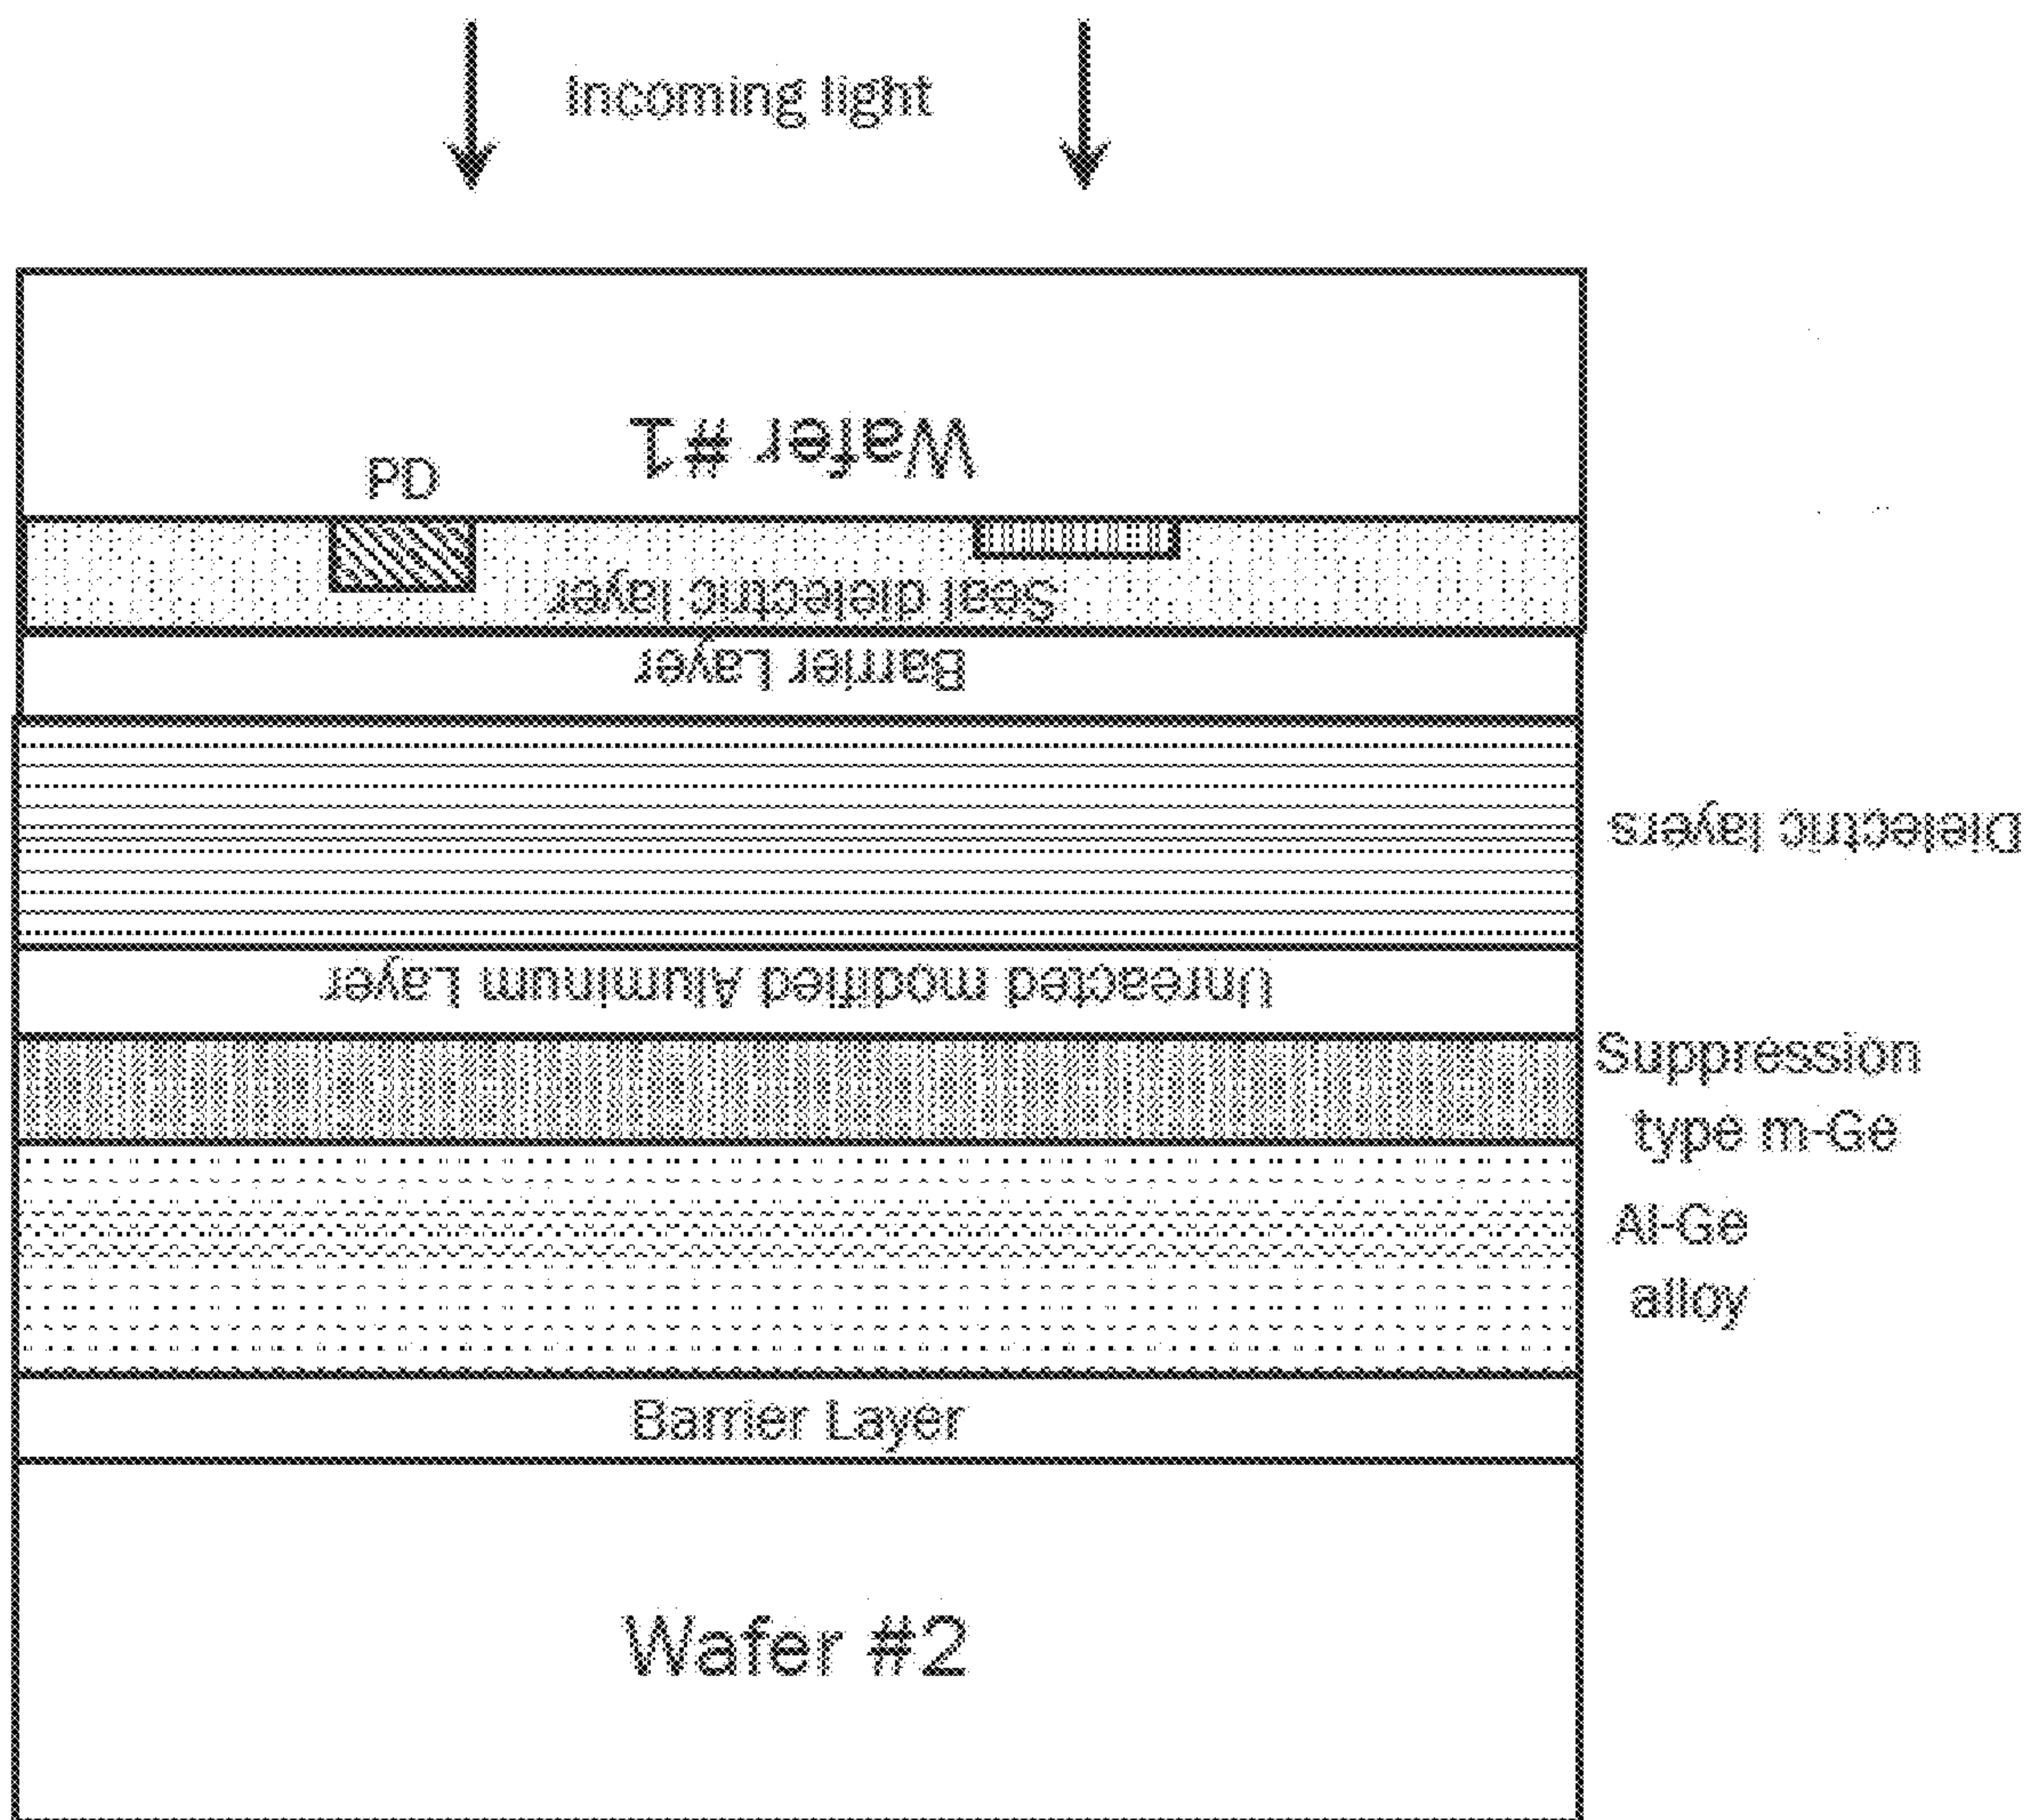 Incoming light
Wafer #1
PD
Seal dielectric layer
Barrier Layer
Dielectric layers
Unreacted modified Aluminum Layer
Suppression
type m-Ge
Al-Ge
alloy
Barrier Layer
Wafer #2